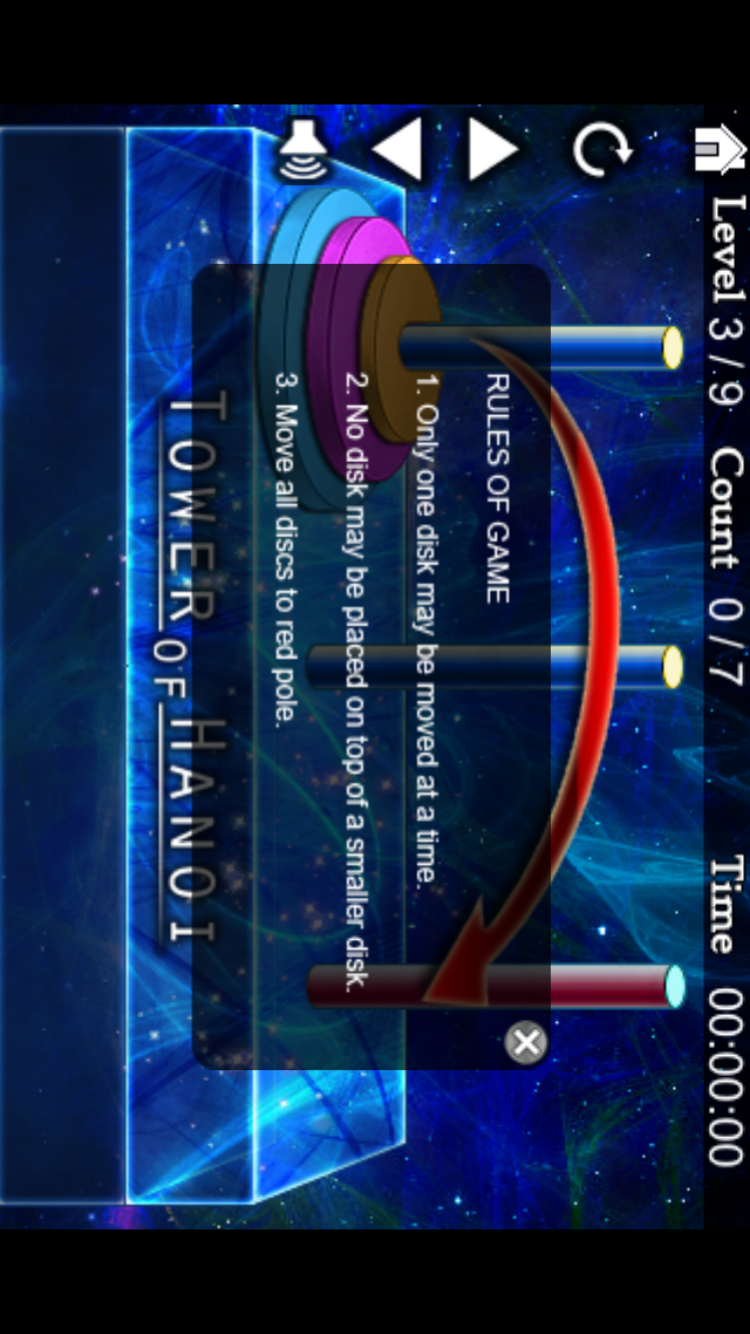 Level 3 / 9 Count 0 / 7 Time 00:00:00
RULES OF GAME
1. Only one disk may be moved at a time.
2. No disk may be placed on top of a smaller disk.
3. Move all discs to red pole.
TOWER OF HANOI